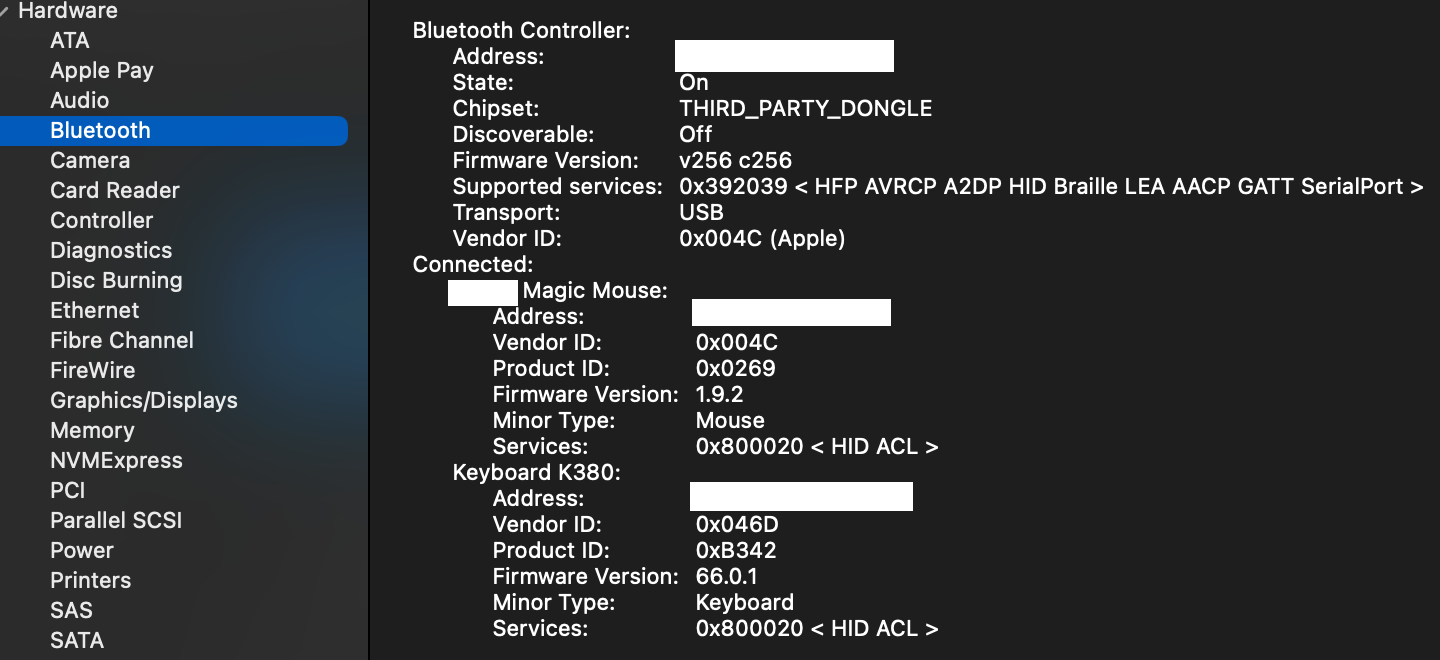 Hardware
ATA
Apple Pay
Audio
Bluetooth
Camera
Card Reader
Controller
Diagnostics
Disc Burning
Ethernet
Fibre Channel
FireWire
Graphics/Displays
Memory
NVMExpress
PCI
Parallel SCSI
Power
Printers
SAS
SATA
Bluetooth Controller:
Address:
State: On
Chipset: THIRD_PARTY_DONGLE
Discoverable: Off
Firmware Version: v256 c256
Supported services: 0x392039 < HFP AVRCP A2DP HID Braille LEA AACP GATT SerialPort >
Transport: USB
Vendor ID: 0x004C (Apple)
Connected:
Magic Mouse:
Address:
Vendor ID: 0x004C
Product ID: 0x0269
Firmware Version: 1.9.2
Minor Type: Mouse
Services: 0x800020 < HID ACL >
Keyboard K380:
Address:
Vendor ID: 0x046D
Product ID: 0xB342
Firmware Version: 66.0.1
Minor Type: Keyboard
Services: 0x800020 < HID ACL >